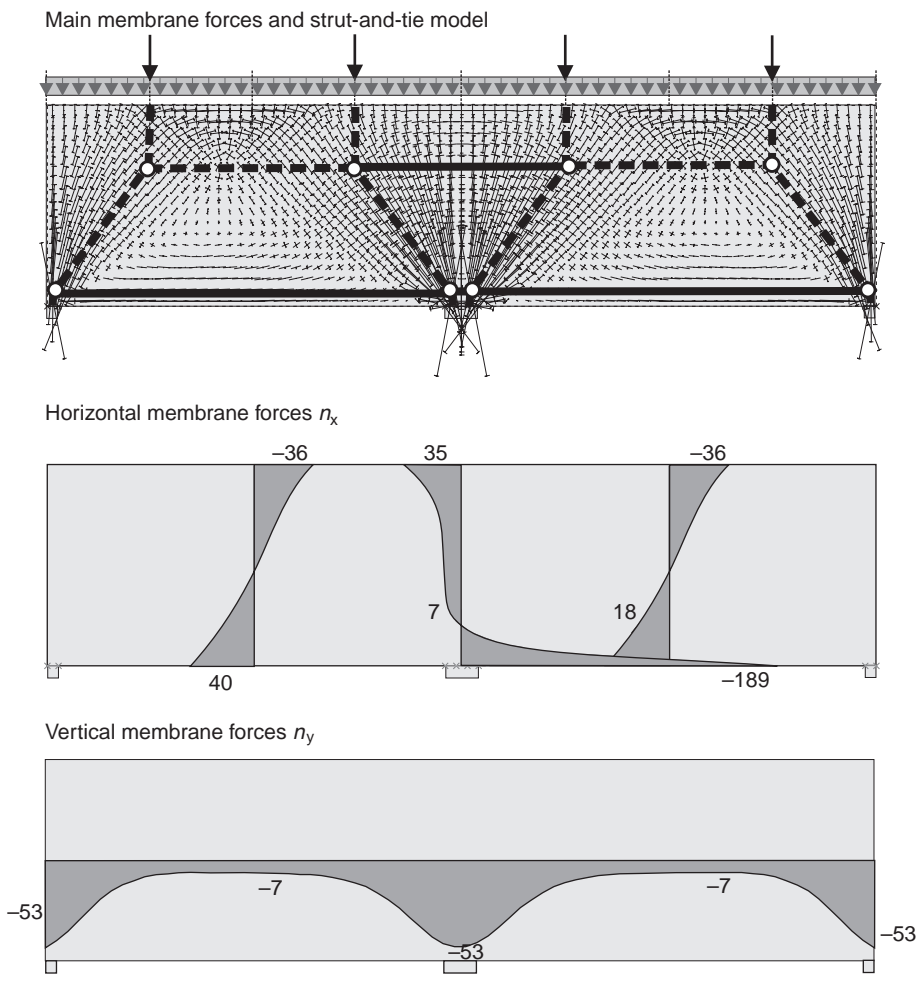 Main membrane forces and strut-and-tie model
Horizontal membrane forces nx
–36 35 –36
7 18
40 –189
Vertical membrane forces ny
–7 –7
–53 –53 –53